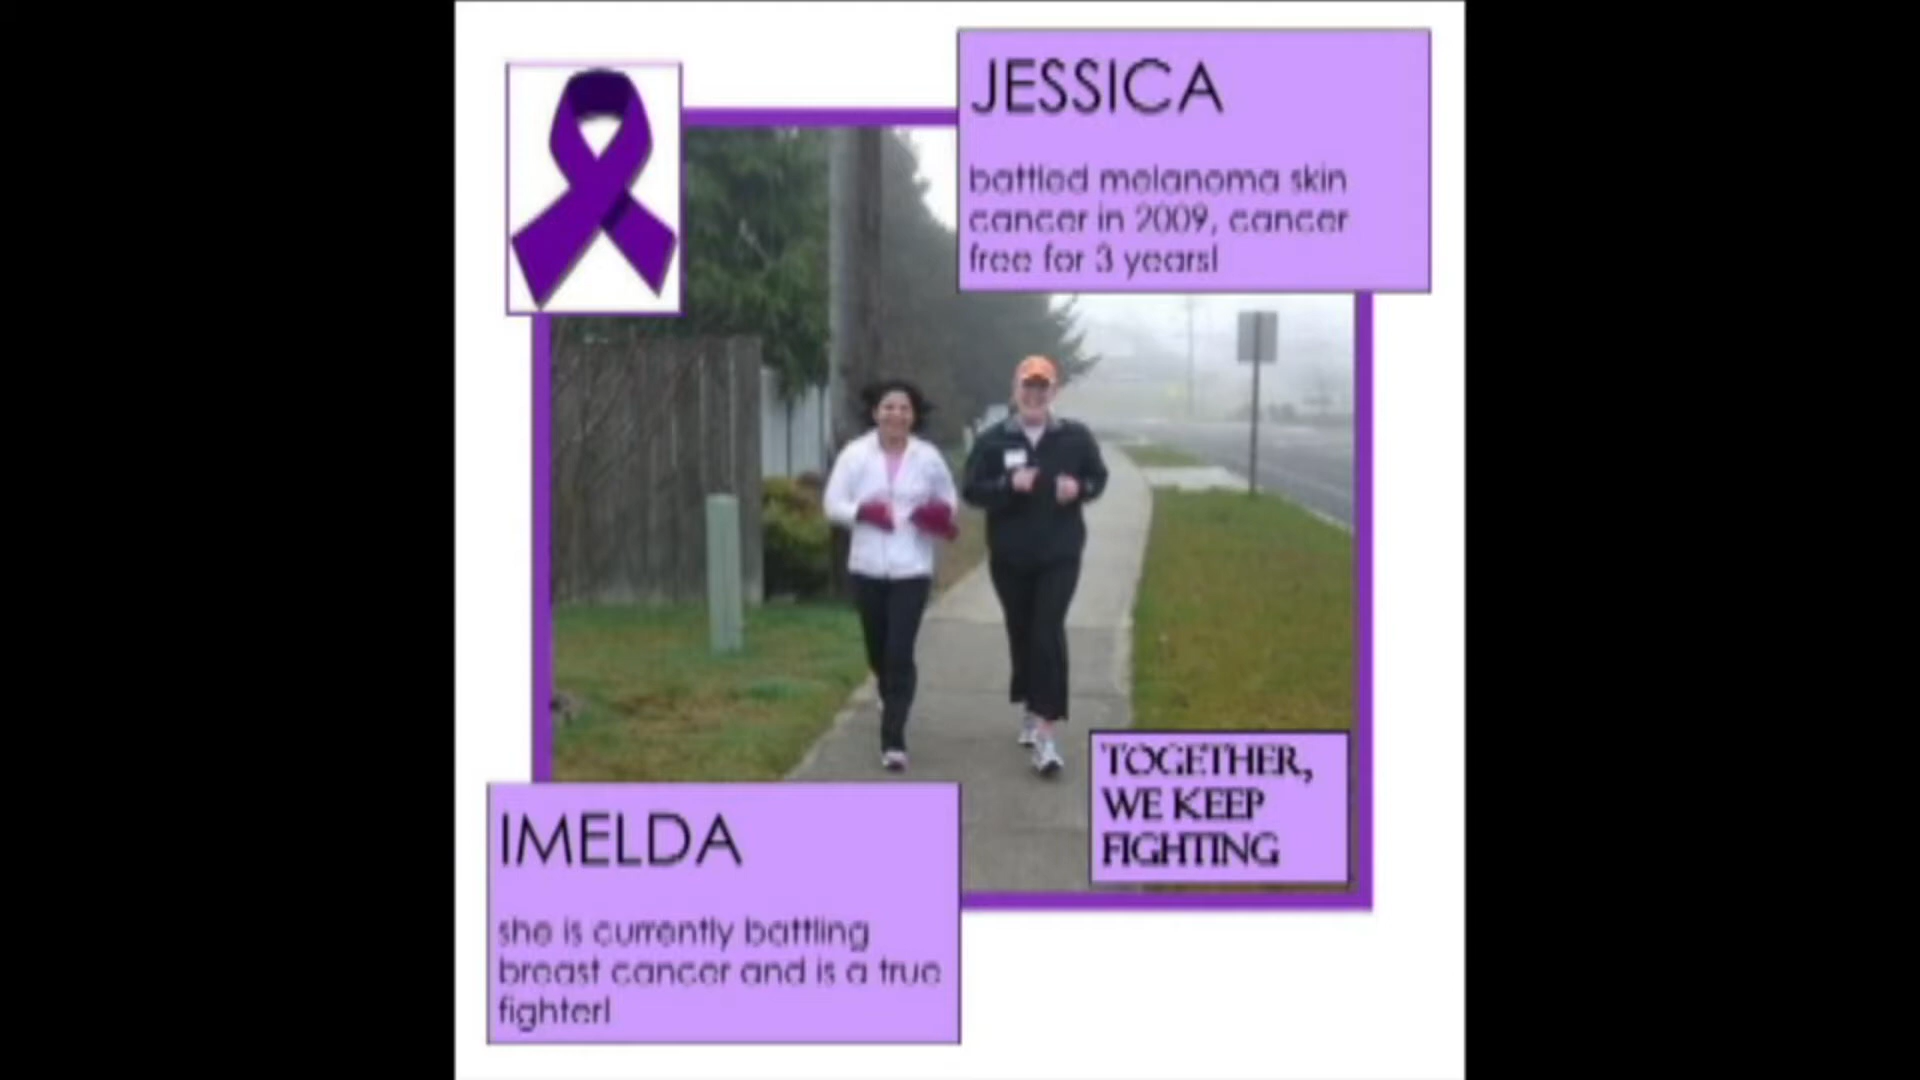 JESSICA
battled melanoma skin
cancer in 2009, cancer
free for 3 years!
TOGETHER,
WE KEEP
FIGHTING
IMELDA
she is currently battling
breast cancer and is a true
fighter!